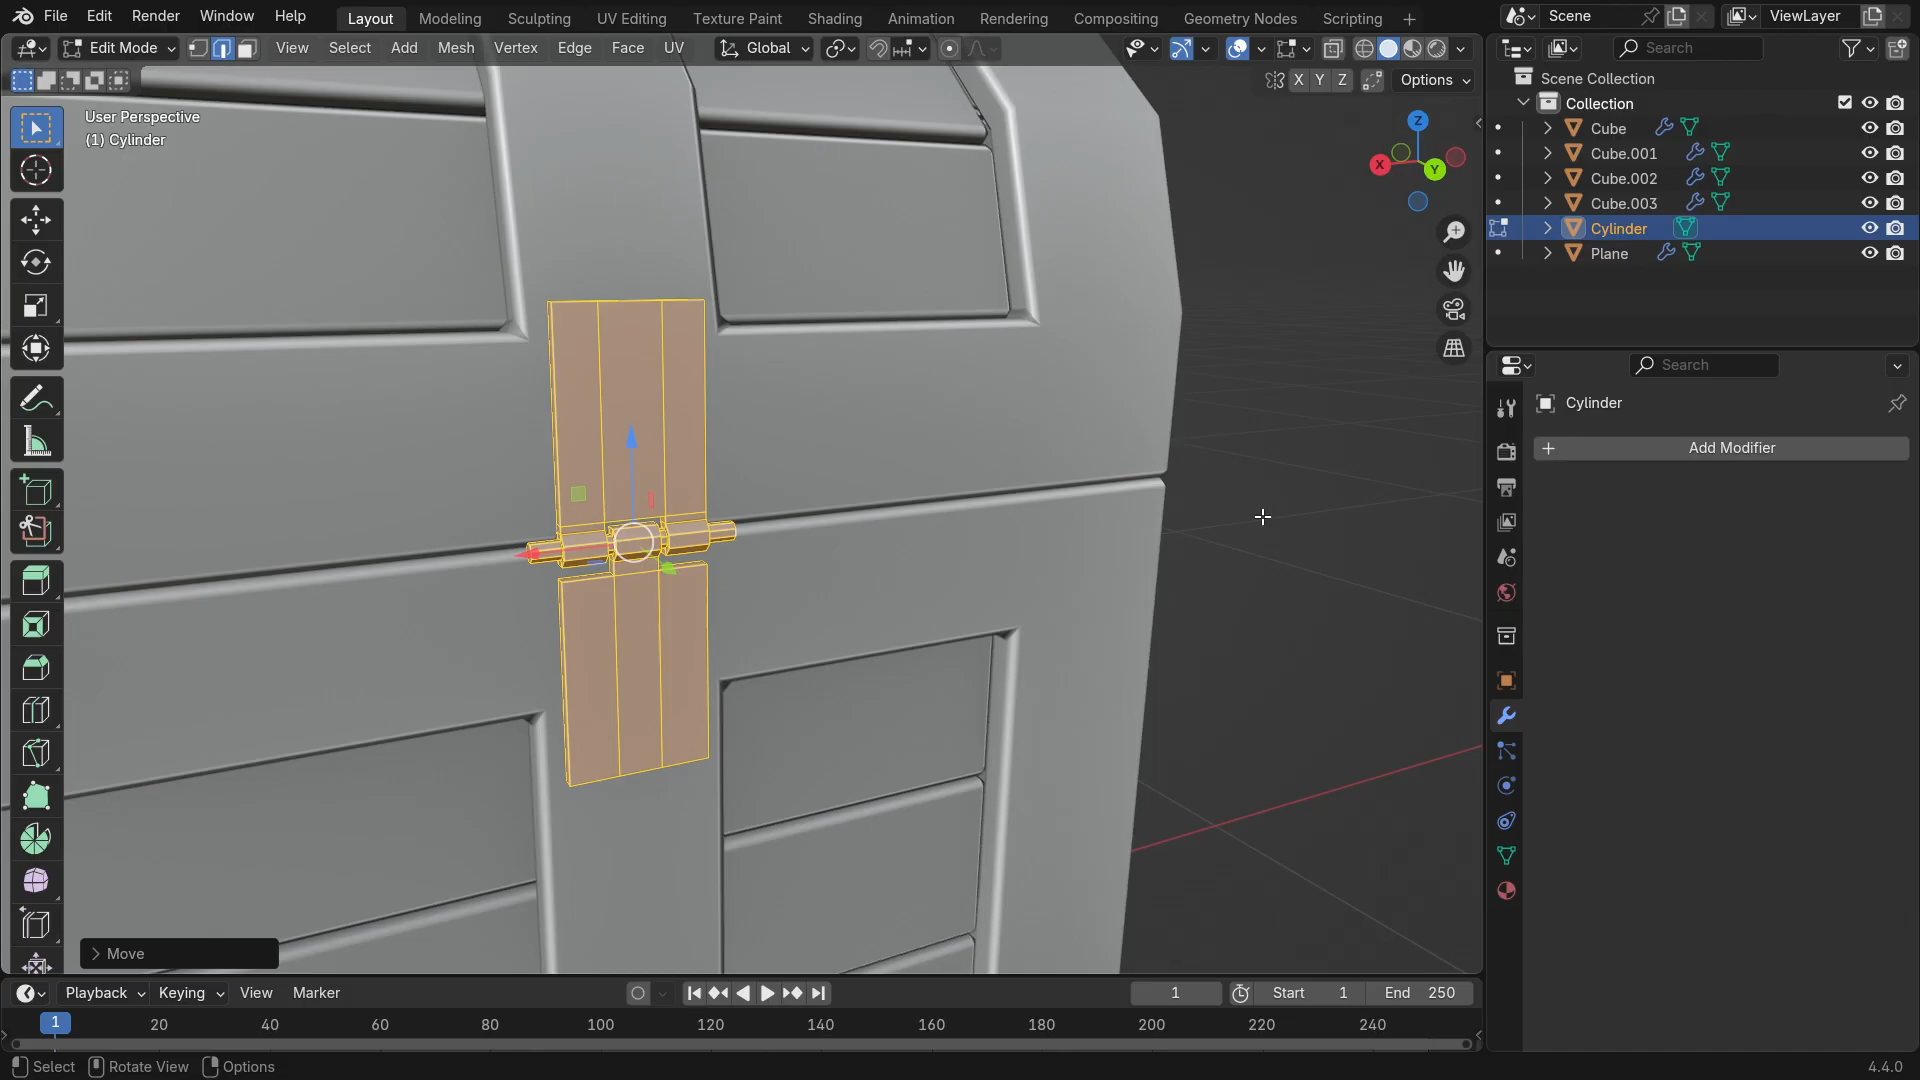 File Edit Render Window Help Layout Modeling Sculpting UV Editing Texture Paint Shading Animation Rendering Compositing Geometry Nodes Scripting + Scene ViewLayer
Edit Mode View Select Add Mesh Vertex Edge Face UV Global Search
X Y Z Options
Scene Collection
Collection
User Perspective
(1) Cylinder
Cube
Cube.001
Cube.002
Cube.003
Cylinder
Plane
Z
X
Y
Search
Cylinder
+ Add Modifier
Move
Playback Keying View Marker 1 Start 1 End 250
1 20 40 60 80 100 120 140 160 180 200 220 240
Select Rotate View Options 4.4.0